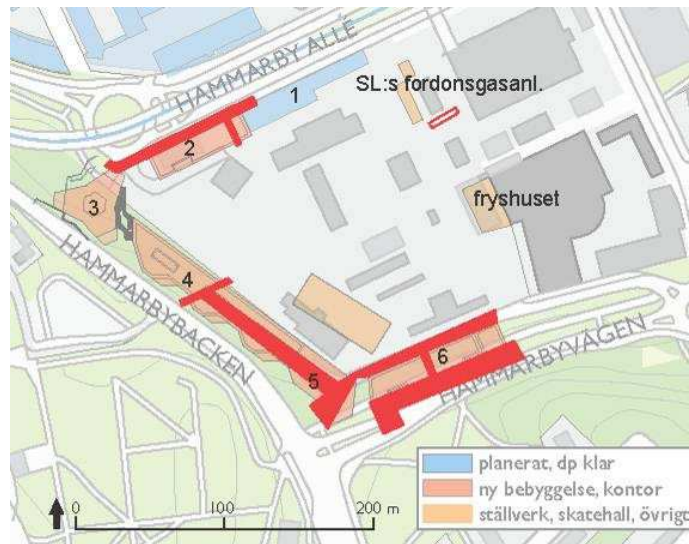 HAMMARBY ALLÉ
1
SL:s fordonsgasanl.
2
fryshuset
3
4
HAMMARBYBACKEN
5
6
HAMMARBYVÄGEN
planerat, dp klar
ny bebyggelse, kontor
ställverk, skatehall, övrigt
0 100 200 m